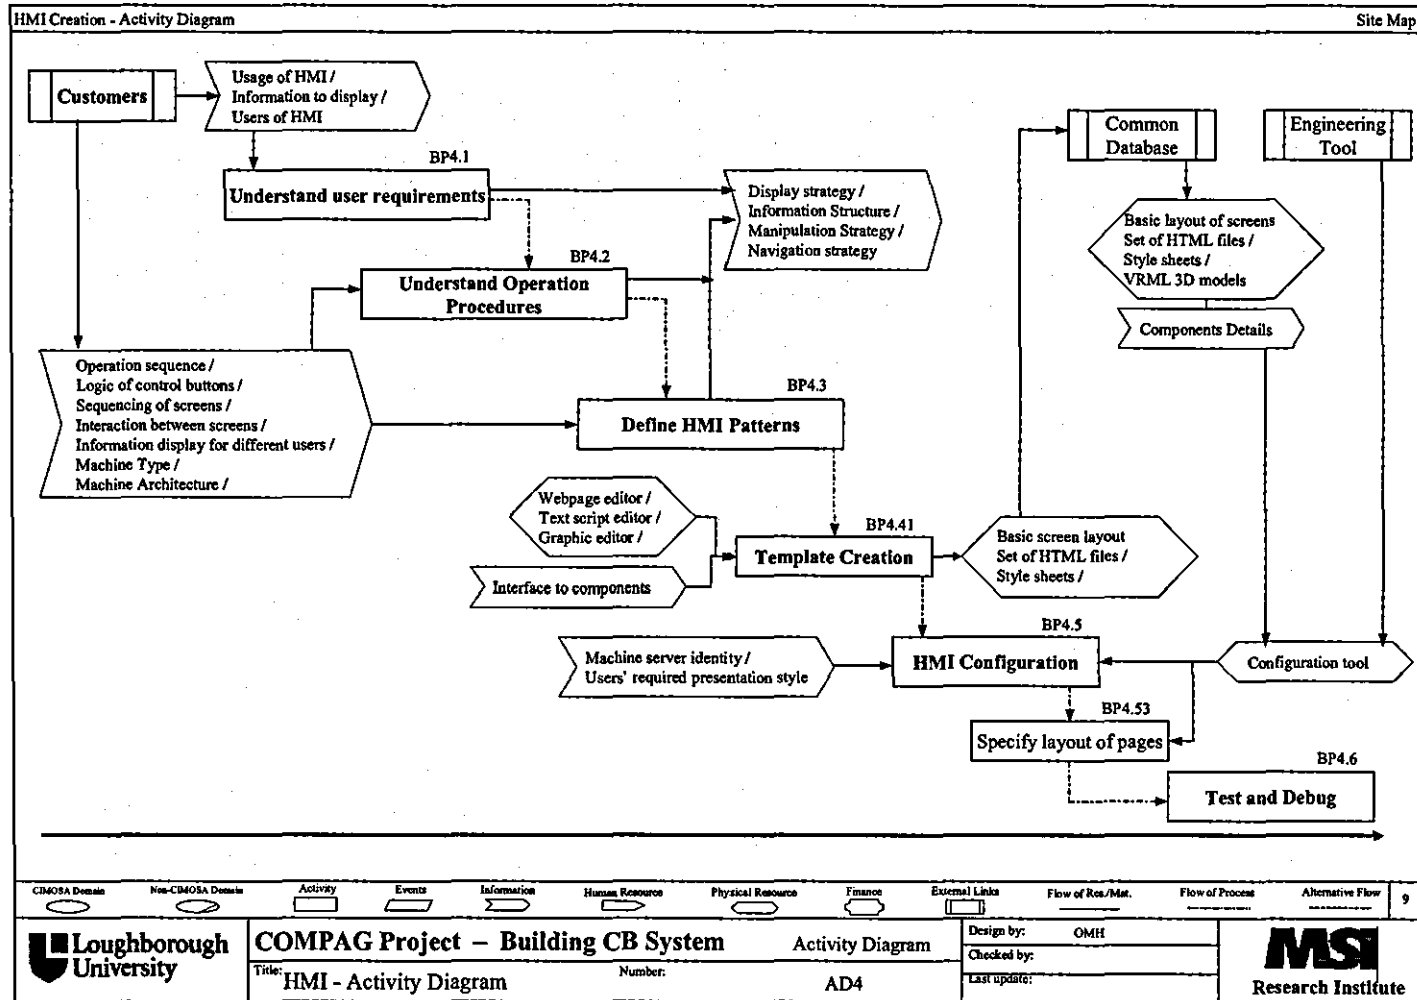 HMI Creation - Activity Diagram
Site Map
Customers
Usage of HMI /
Information to display /
Users of HMI
Common
Database
Engineering
Tool
BP4.1
Understand user requirements
Display strategy /
Information Structure /
Manipulation Strategy /
Navigation strategy
Basic layout of screens
Set of HTML files /
Style sheets /
VRML 3D models
BP4.2
Understand Operation
Procedures
Components Details
Operation sequence /
Logic of control buttons /
Sequencing of screens /
Interaction between screens /
Information display for different users /
Machine Type /
Machine Architecture /
BP4.3
Define HMI Patterns
Webpage editor /
Text script editor /
Graphic editor /
BP4.41
Template Creation
Basic screen layout
Set of HTML files /
Style sheets /
Interface to components
BP4.5
HMI Configuration
Machine server identity /
Users' required presentation style
Configuration tool
BP4.53
Specify layout of pages
BP4.6
Test and Debug
CIMOSA Domain
Non-CIMOSA Domain
Activity
Events
Information
Human Resource
Physical Resource
Finance
External Links
Flow of Res./Mat.
Flow of Process
Alternative Flow
9
Loughborough
University
COMPAG Project – Building CB System
Activity Diagram
Title: HMI - Activity Diagram
Number:
AD4
Design by: OMH
Checked by:
Last update:
MSI
Research Institute